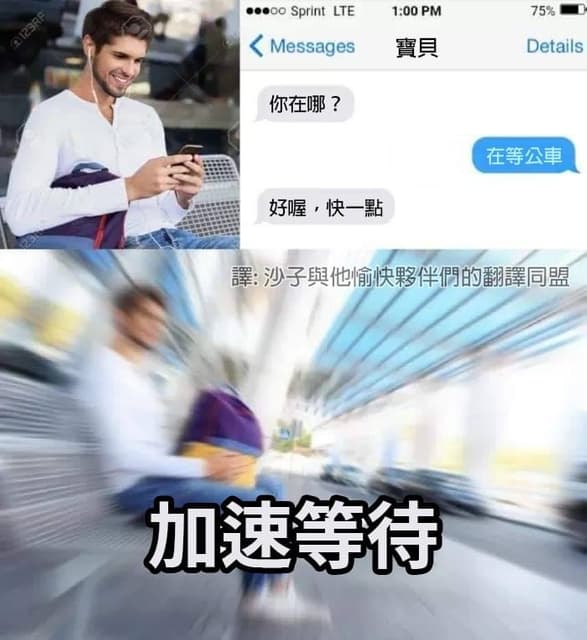 ●●●○○ Sprint LTE 1:00 PM 75%
Messages 寶貝 Details
你在哪？
在等公車
好喔，快一點
譯: 沙子與他愉快夥伴們的翻譯同盟
加速等待
123RF